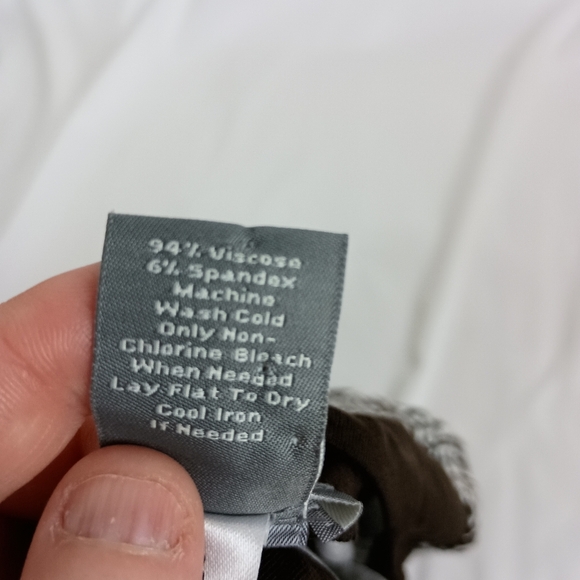 94% Viscose
6% Spandex
Machine
Wash Cold
Only Non-
Chlorine Bleach
When Needed
Lay Flat To Dry
Cool Iron
If Needed